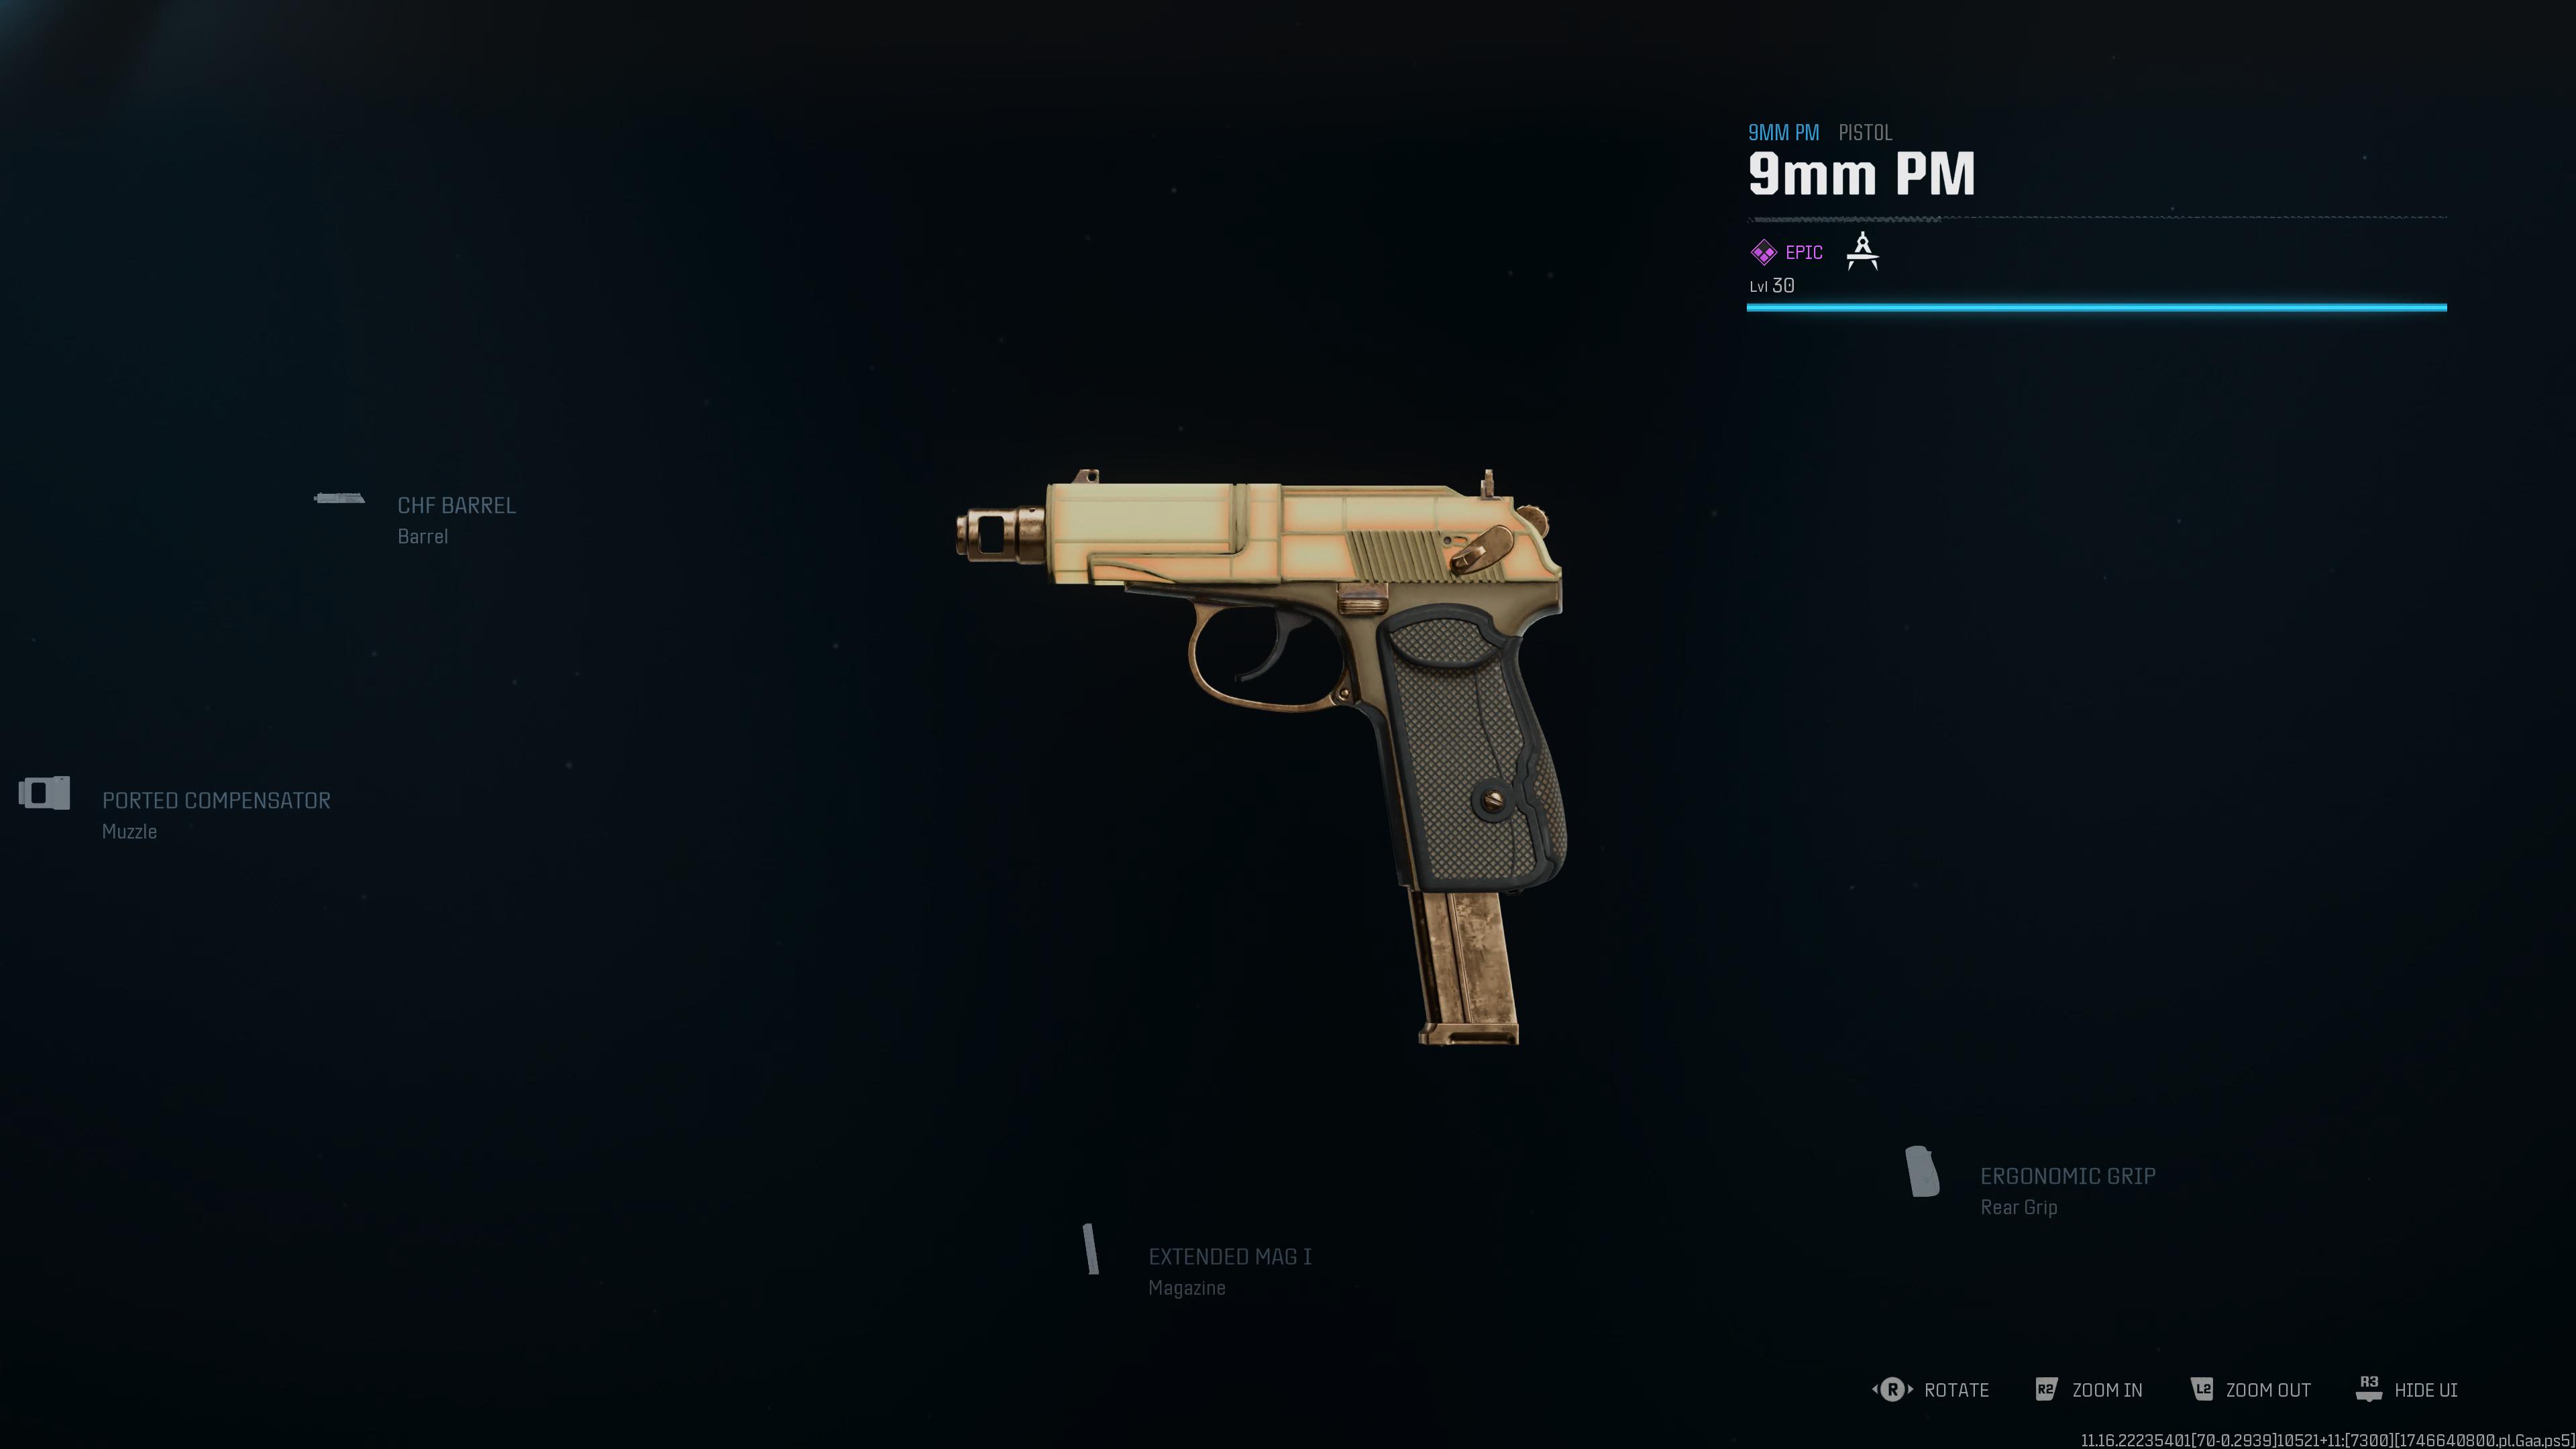 9MM PM PISTOL
9mm PM
EPIC
Lvl 30
CHF BARREL
Barrel
PORTED COMPENSATOR
Muzzle
ERGONOMIC GRIP
Rear Grip
EXTENDED MAG I
Magazine
R ROTATE R2 ZOOM IN L2 ZOOM OUT R3 HIDE UI
11.16.22235401[70-0.2939]10521+11:[7300][1746640800.pl.Gaa.ps5]